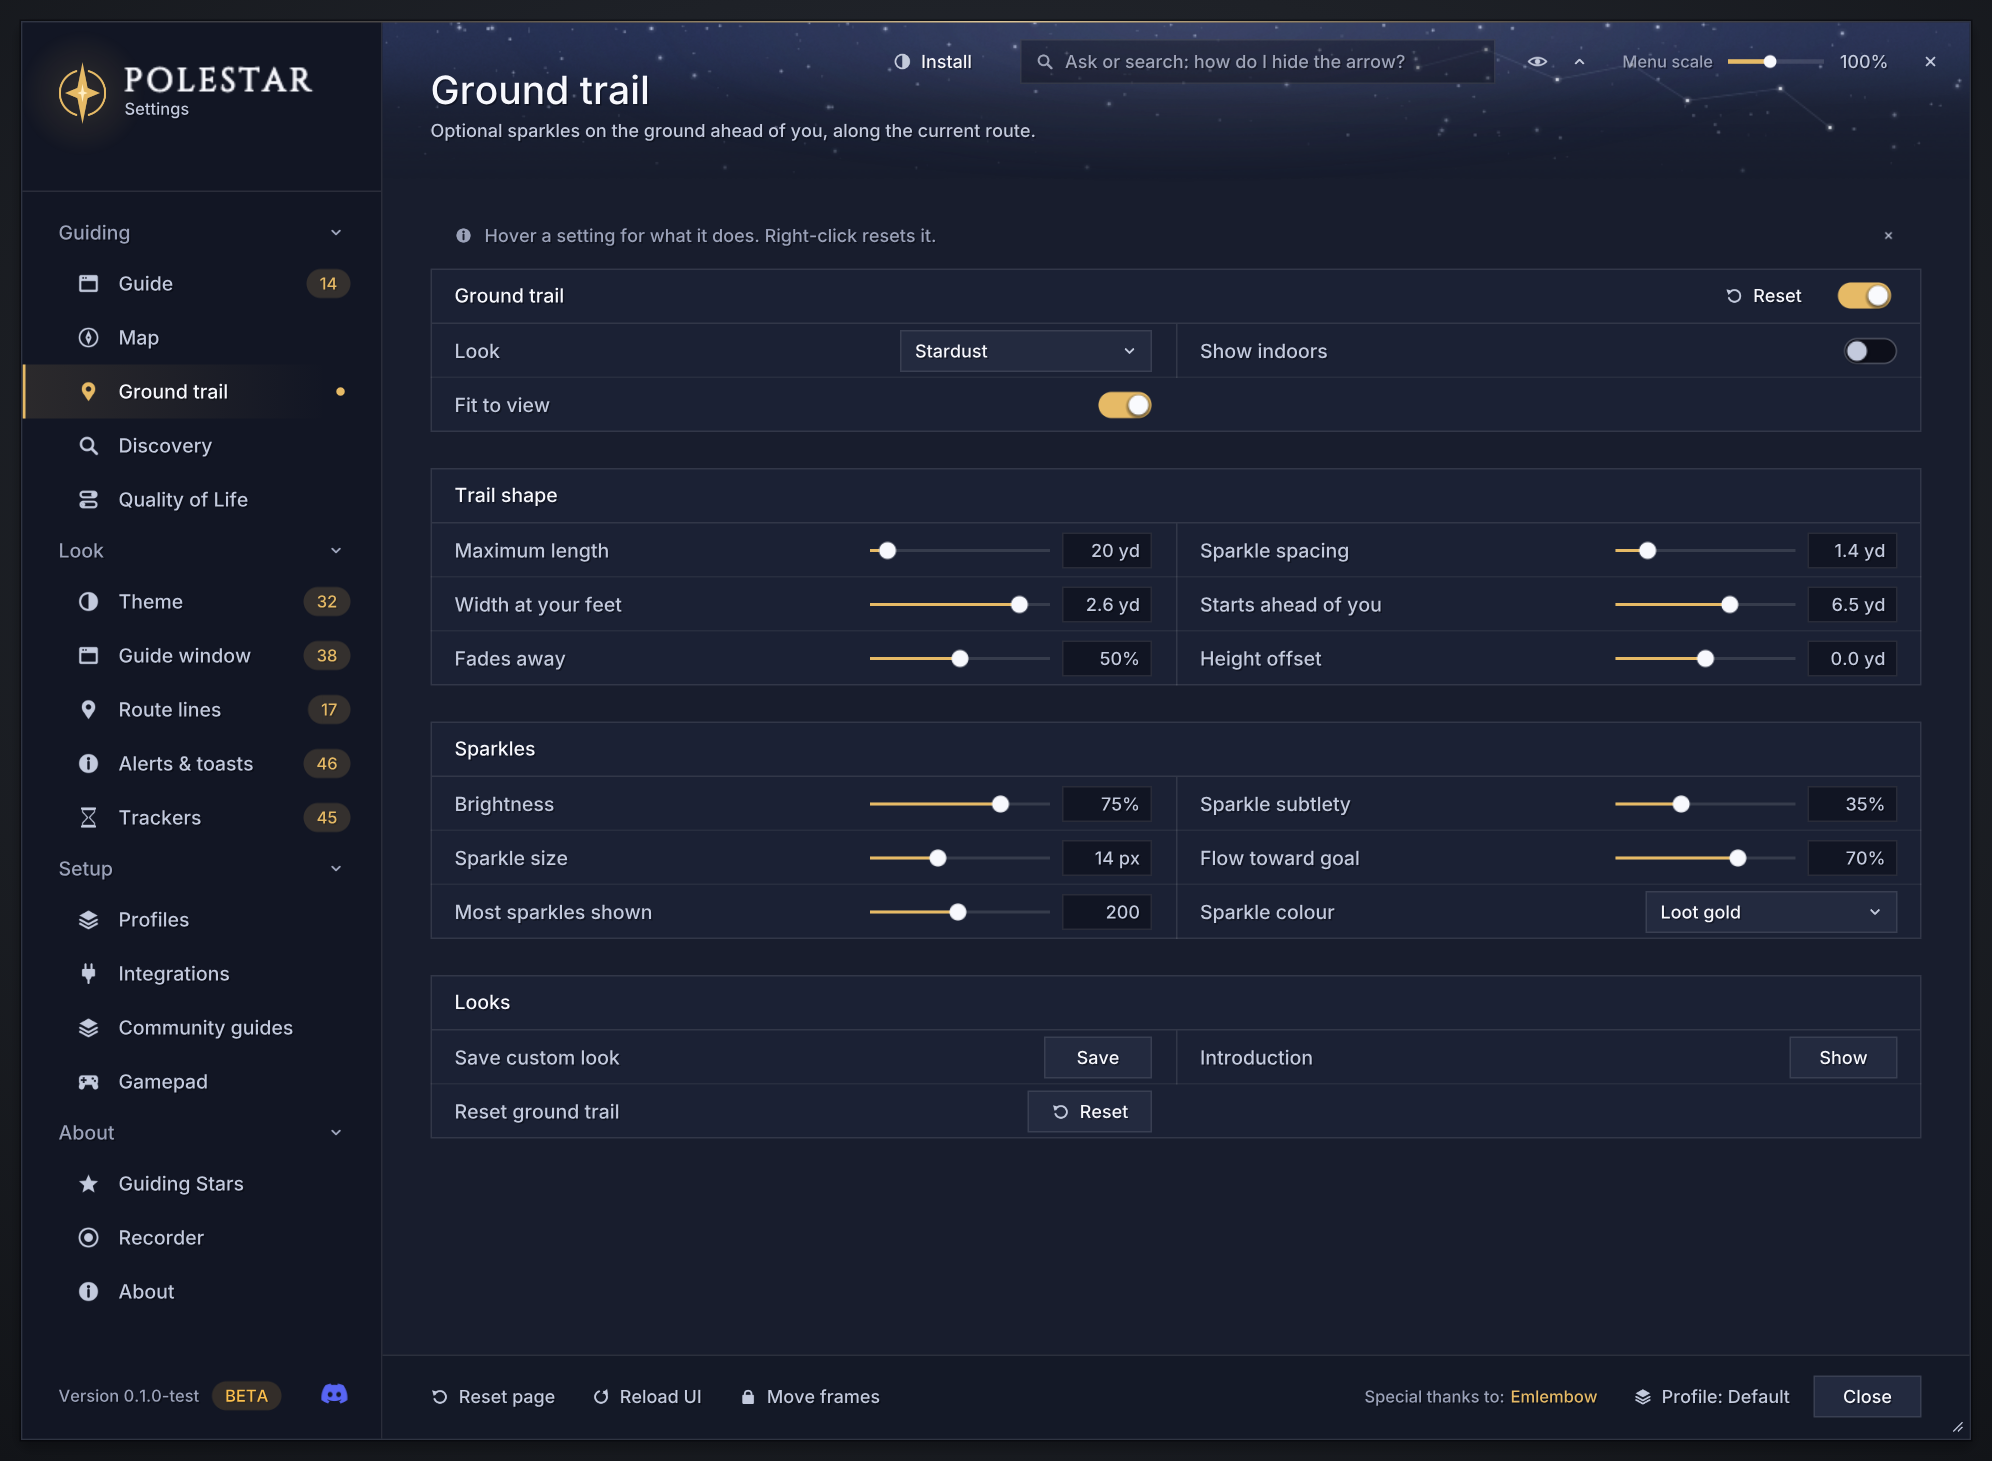 POLESTAR
Settings
Guiding
Guide 14
Map
Ground trail
Discovery
Quality of Life
Look
Theme 32
Guide window 38
Route lines 17
Alerts & toasts 46
Trackers 45
Setup
Profiles
Integrations
Community guides
Gamepad
About
Guiding Stars
Recorder
About
Version 0.1.0-test BETA
Install
Ask or search: how do I hide the arrow?
Menu scale 100%
Ground trail
Optional sparkles on the ground ahead of you, along the current route.
Hover a setting for what it does. Right-click resets it.
Ground trail Reset
Look Stardust Show indoors
Fit to view
Trail shape
Maximum length 20 yd Sparkle spacing 1.4 yd
Width at your feet 2.6 yd Starts ahead of you 6.5 yd
Fades away 50% Height offset 0.0 yd
Sparkles
Brightness 75% Sparkle subtlety 35%
Sparkle size 14 px Flow toward goal 70%
Most sparkles shown 200 Sparkle colour Loot gold
Looks
Save custom look Save Introduction Show
Reset ground trail Reset
Reset page Reload UI Move frames Special thanks to: Emlembow Profile: Default Close